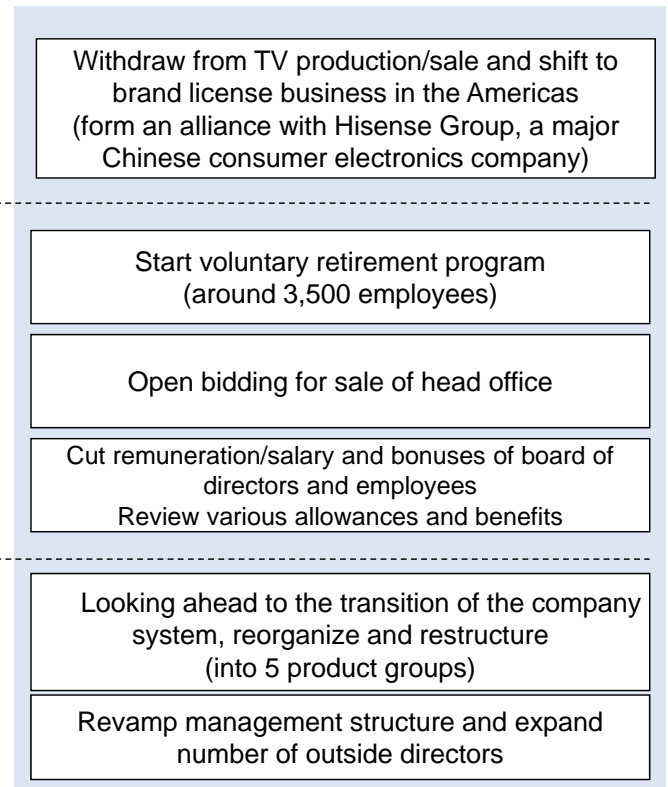 Withdraw from TV production/sale and shift to
brand license business in the Americas
(form an alliance with Hisense Group, a major
Chinese consumer electronics company)
Start voluntary retirement program
(around 3,500 employees)
Open bidding for sale of head office
Cut remuneration/salary and bonuses of board of
directors and employees
Review various allowances and benefits
Looking ahead to the transition of the company
system, reorganize and restructure
(into 5 product groups)
Revamp management structure and expand
number of outside directors